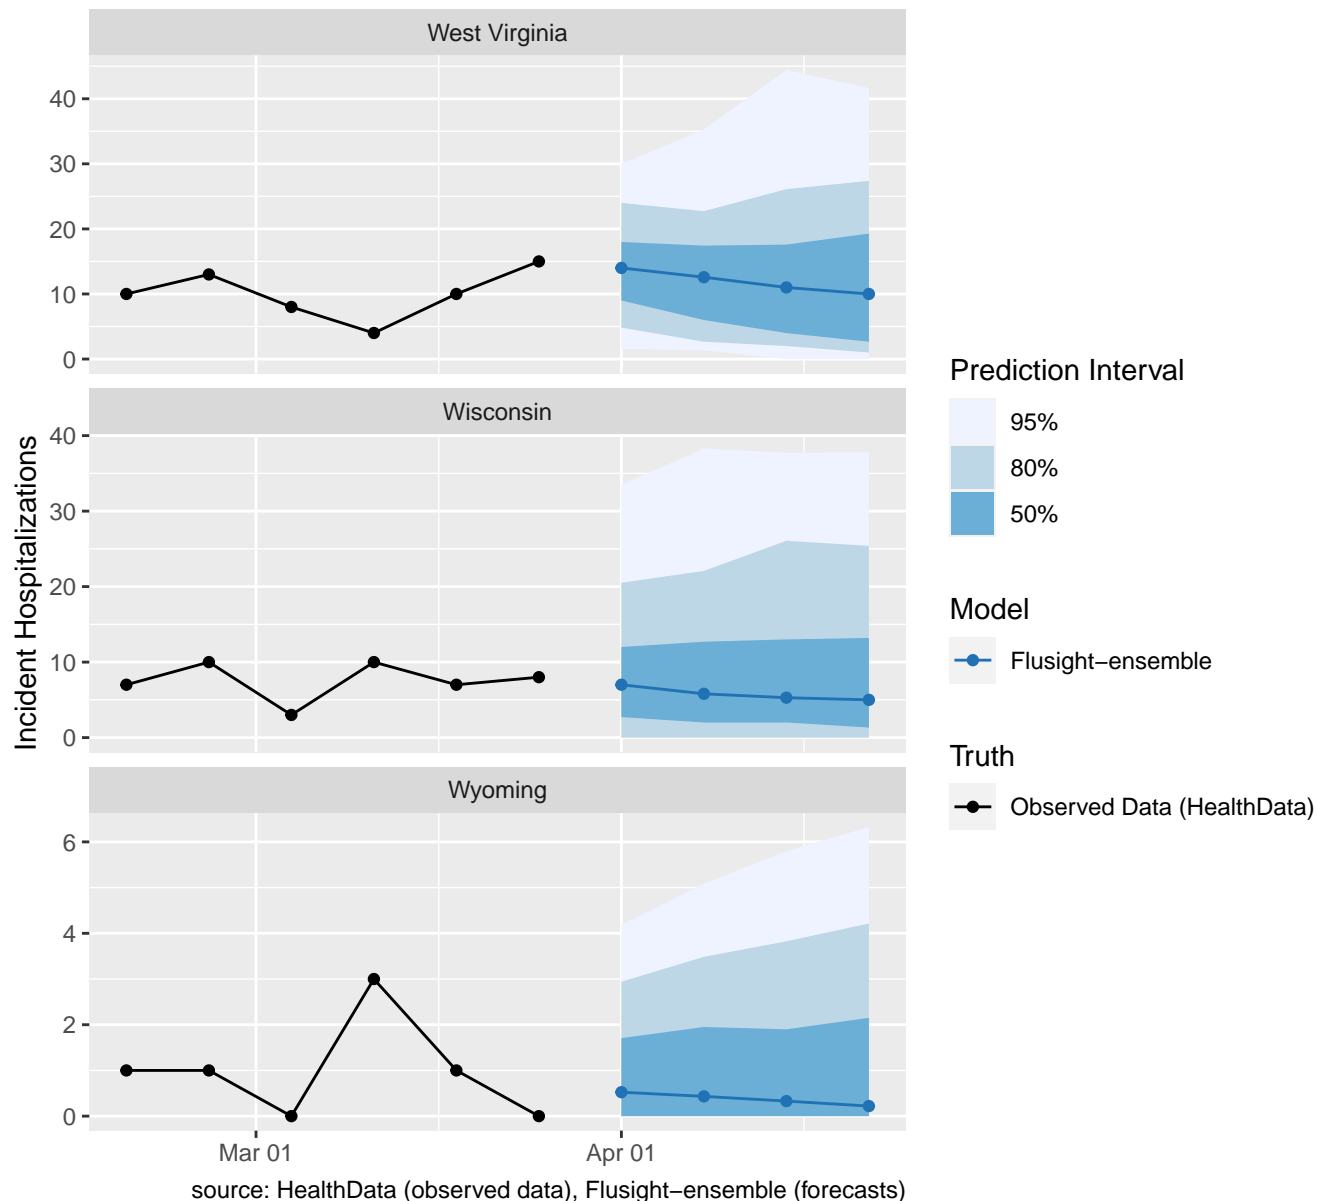 West Virginia
40
30
20
10
0
Wisconsin
40
30
20
10
0
Wyoming
6
4
2
0
Mar 01
Apr 01
Incident Hospitalizations
source: HealthData (observed data), Flusight−ensemble (forecasts)
Prediction Interval
95%
80%
50%
Model
Flusight−ensemble
Truth
Observed Data (HealthData)